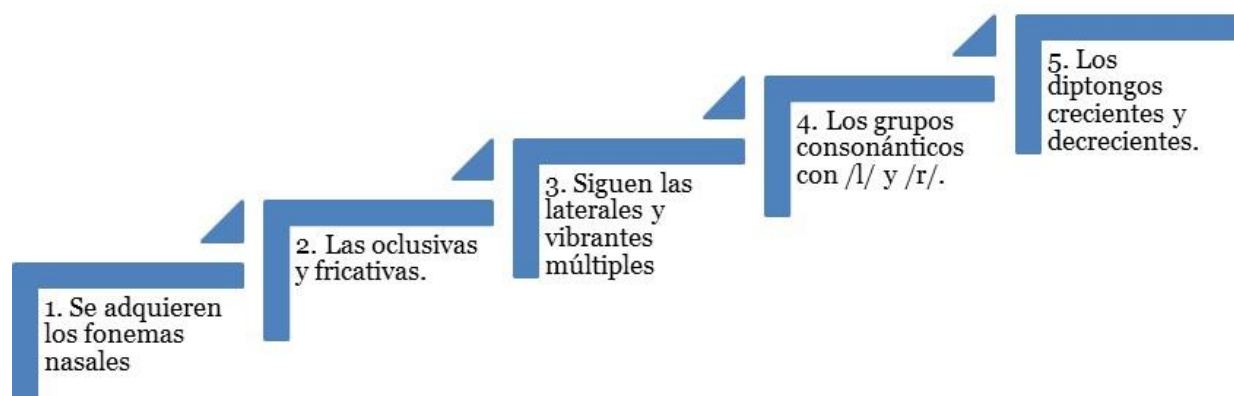 1. Se adquieren
los fonemas
nasales
2. Las oclusivas
y fricativas.
3. Siguen las
laterales y
vibrantes
múltiples
4. Los grupos
consonánticos
con /l/ y /r/.
5. Los
diptongos
crecientes y
decrecientes.